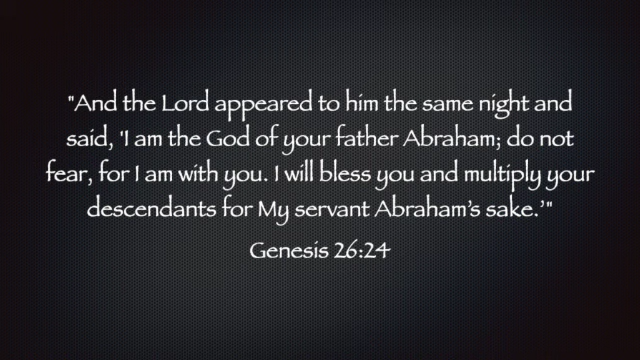 "And the Lord appeared to him the same night and
said, 'I am the God of your father Abraham; do not
fear, for I am with you. I will bless you and multiply your
descendants for My servant Abraham’s sake.’"
Genesis 26:24